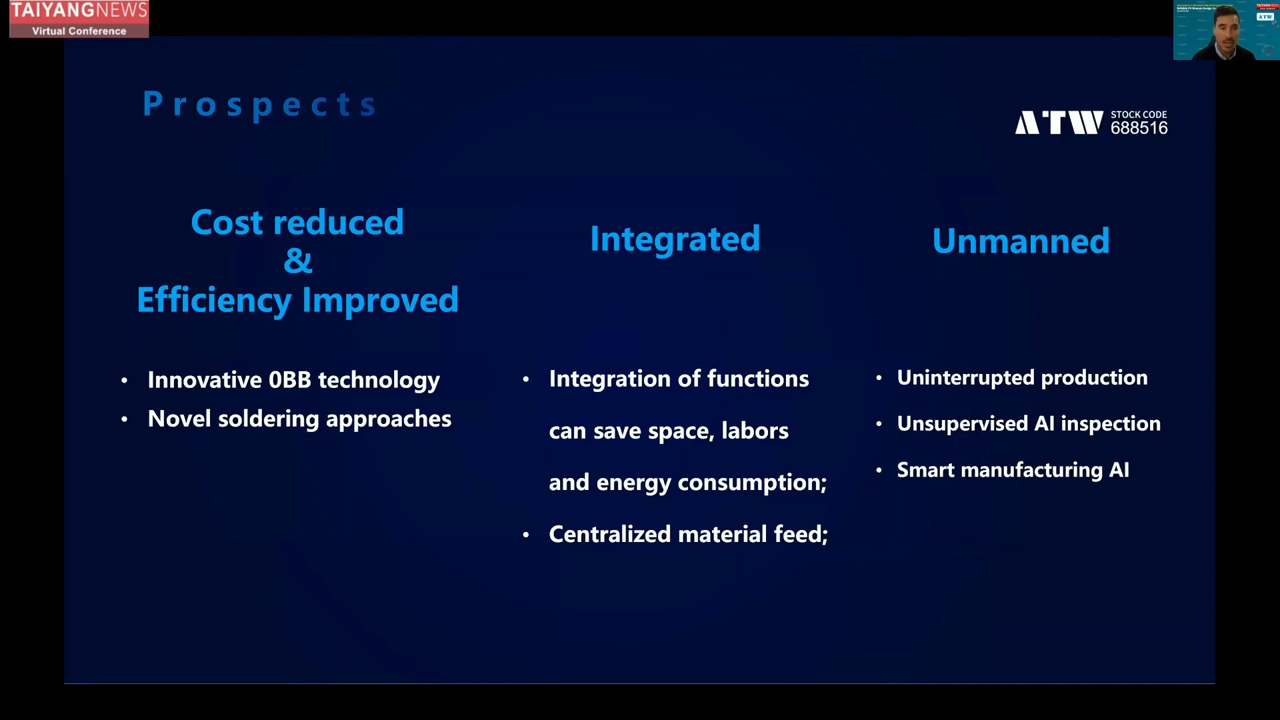 TAIYANGNEWS
Virtual Conference
Prospects
ATW
STOCK CODE
688516
Cost reduced
&
Efficiency Improved
• Innovative 0BB technology
• Novel soldering approaches
Integrated
• Integration of functions
can save space, labors
and energy consumption;
• Centralized material feed;
Unmanned
• Uninterrupted production
• Unsupervised AI inspection
• Smart manufacturing AI